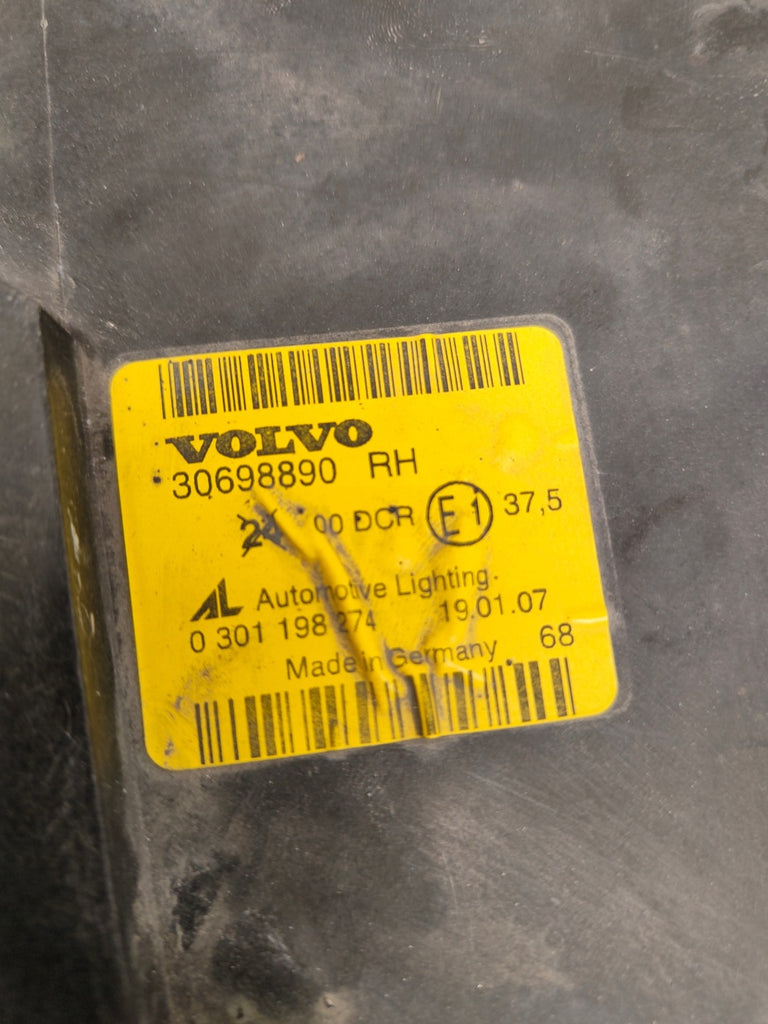 VOLVO
30698890 RH
00 DCR E1 37,5
AL Automotive Lighting
0 301 198 274 19.01.07
Made in Germany 68